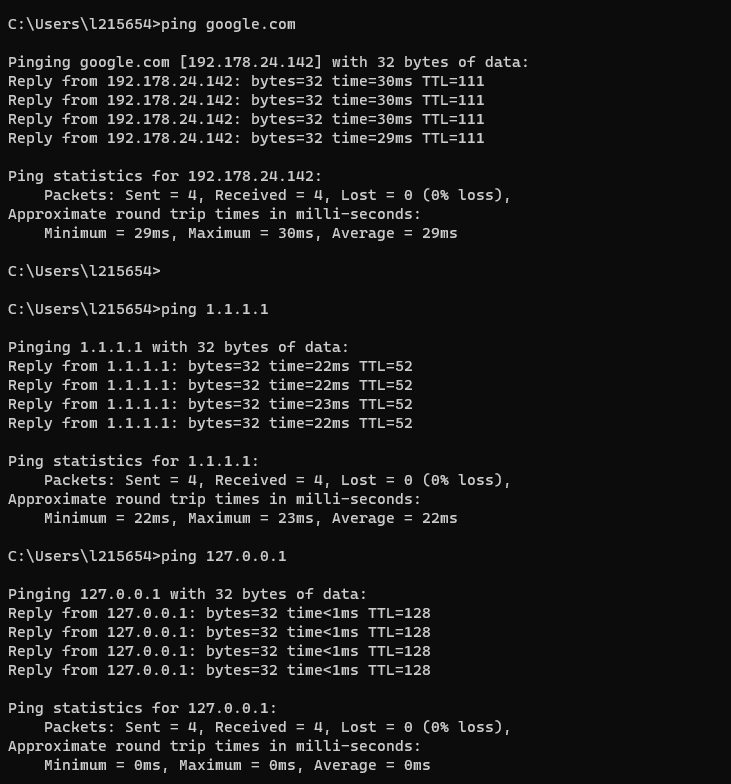 C:\Users\l215654>ping google.com
Pinging google.com [192.178.24.142] with 32 bytes of data:
Reply from 192.178.24.142: bytes=32 time=30ms TTL=111
Reply from 192.178.24.142: bytes=32 time=30ms TTL=111
Reply from 192.178.24.142: bytes=32 time=30ms TTL=111
Reply from 192.178.24.142: bytes=32 time=29ms TTL=111
Ping statistics for 192.178.24.142:
    Packets: Sent = 4, Received = 4, Lost = 0 (0% loss),
Approximate round trip times in milli-seconds:
    Minimum = 29ms, Maximum = 30ms, Average = 29ms
C:\Users\l215654>
C:\Users\l215654>ping 1.1.1.1
Pinging 1.1.1.1 with 32 bytes of data:
Reply from 1.1.1.1: bytes=32 time=22ms TTL=52
Reply from 1.1.1.1: bytes=32 time=22ms TTL=52
Reply from 1.1.1.1: bytes=32 time=23ms TTL=52
Reply from 1.1.1.1: bytes=32 time=22ms TTL=52
Ping statistics for 1.1.1.1:
    Packets: Sent = 4, Received = 4, Lost = 0 (0% loss),
Approximate round trip times in milli-seconds:
    Minimum = 22ms, Maximum = 23ms, Average = 22ms
C:\Users\l215654>ping 127.0.0.1
Pinging 127.0.0.1 with 32 bytes of data:
Reply from 127.0.0.1: bytes=32 time<1ms TTL=128
Reply from 127.0.0.1: bytes=32 time<1ms TTL=128
Reply from 127.0.0.1: bytes=32 time<1ms TTL=128
Reply from 127.0.0.1: bytes=32 time<1ms TTL=128
Ping statistics for 127.0.0.1:
    Packets: Sent = 4, Received = 4, Lost = 0 (0% loss),
Approximate round trip times in milli-seconds:
    Minimum = 0ms, Maximum = 0ms, Average = 0ms